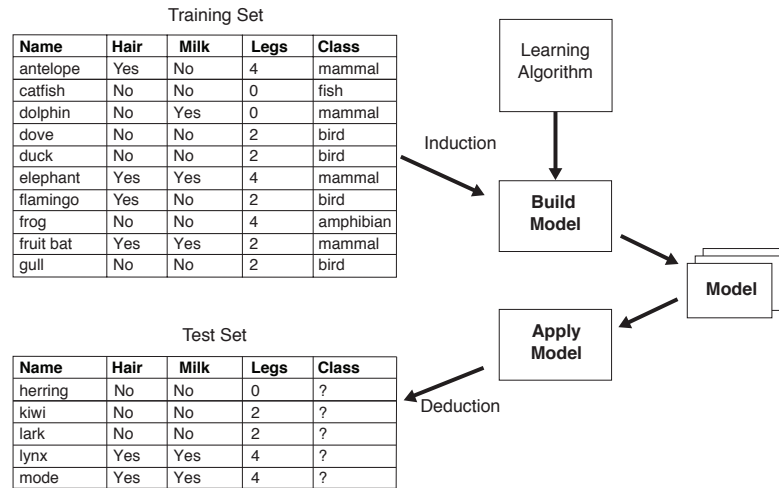 Training Set
Name Hair Milk Legs Class
antelope Yes No 4 mammal
catfish No No 0 fish
dolphin No Yes 0 mammal
dove No No 2 bird
duck No No 2 bird
elephant Yes Yes 4 mammal
flamingo Yes No 2 bird
frog No No 4 amphibian
fruit bat Yes Yes 2 mammal
gull No No 2 bird
Learning
Algorithm
Induction
Build
Model
Model
Apply
Model
Deduction
Test Set
Name Hair Milk Legs Class
herring No No 0 ?
kiwi No No 2 ?
lark No No 2 ?
lynx Yes Yes 4 ?
mode Yes Yes 4 ?